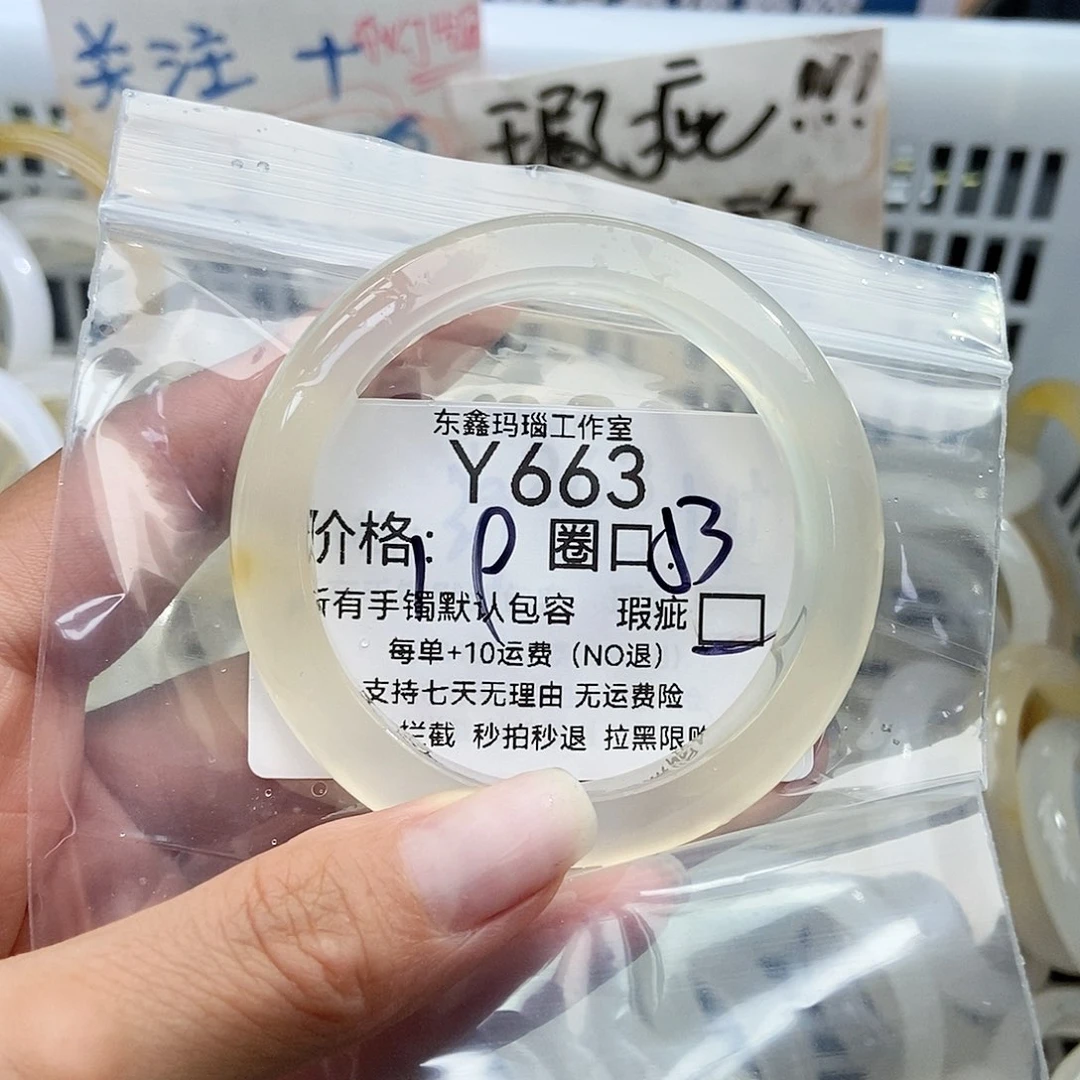 关注 +
瑕疵!!!
东鑫玛瑙工作室
Y663
价格: 圈口 53
所有手镯默认包容 瑕疵
每单+10运费（NO退）
支持七天无理由 无运费险
拦截 秒拍秒退 拉黑限购